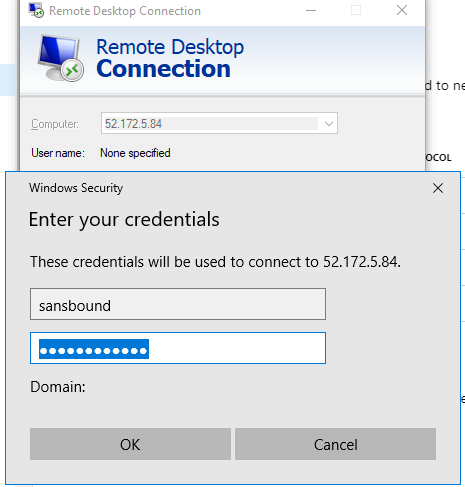 Remote Desktop Connection
Remote Desktop
Connection
d to ne
Computer: 52.172.5.84
User name: None specified
OCOL
Windows Security
Enter your credentials
These credentials will be used to connect to 52.172.5.84.
sansbound
●●●●●●●●●●●●
Domain:
OK Cancel